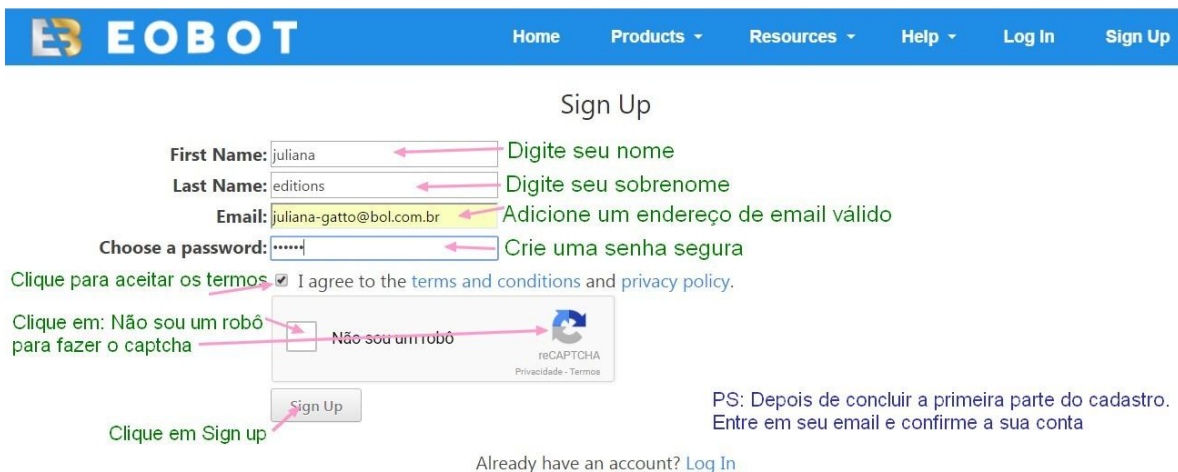 EOBOT Home Products Resources Help Log In Sign Up
Sign Up
First Name: juliana Digite seu nome
Last Name: editions Digite seu sobrenome
Email: juliana-gatto@bol.com.br Adicione um endereço de email válido
Choose a password: •••••• Crie uma senha segura
Clique para aceitar os termos I agree to the terms and conditions and privacy policy.
Clique em: Não sou um robô
para fazer o captcha
Não sou um robô
reCAPTCHA
Privacidade - Termos
Sign Up
Clique em Sign up
PS: Depois de concluir a primeira parte do cadastro.
Entre em seu email e confirme a sua conta
Already have an account? Log In